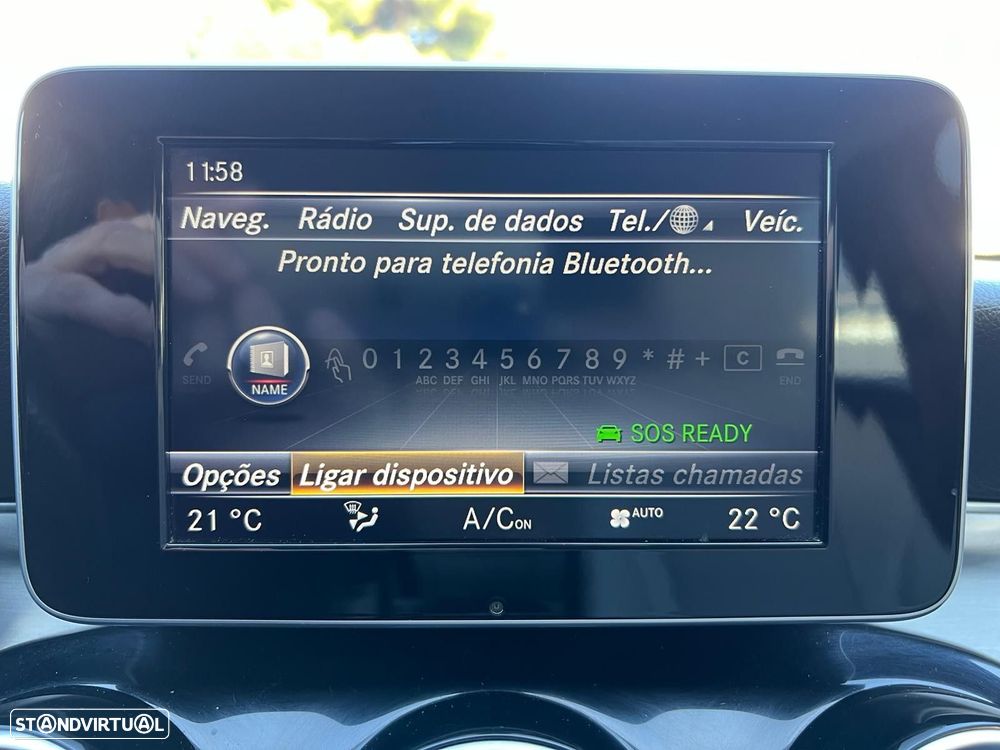 11:58
Naveg. Rádio Sup. de dados Tel./ Veíc.
Pronto para telefonia Bluetooth...
0 1 2 3 4 5 6 7 8 9 * # + C
SEND NAME ABC DEF GHI JKL MNO PQRS TUV WXYZ END
SOS READY
Opções Ligar dispositivo Listas chamadas
21 °C A/C ON AUTO 22 °C
STANDVIRTUAL